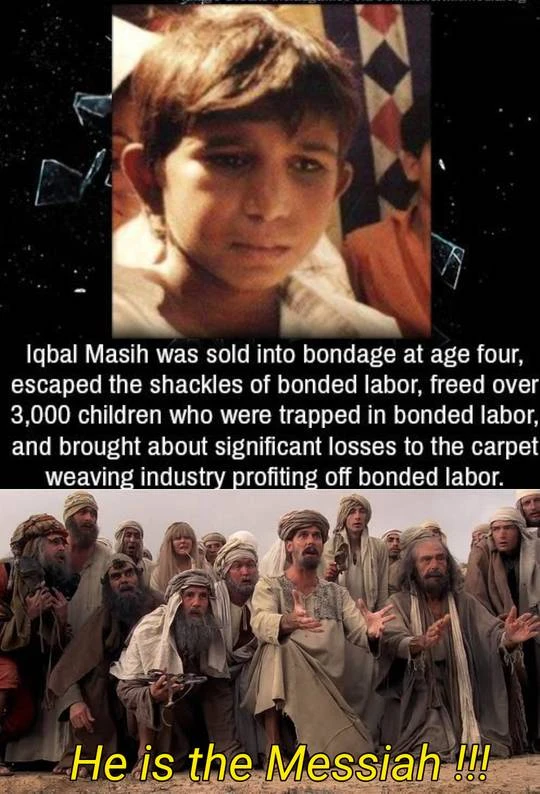 Iqbal Masih was sold into bondage at age four,
escaped the shackles of bonded labor, freed over
3,000 children who were trapped in bonded labor,
and brought about significant losses to the carpet
weaving industry profiting off bonded labor.
He is the Messiah !!!